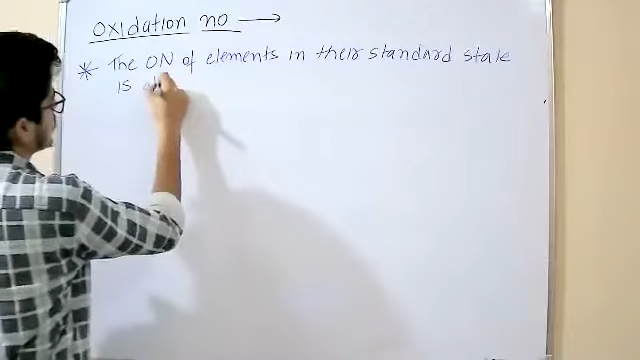 Oxidation no →
* The ON of elements in their standard state
is